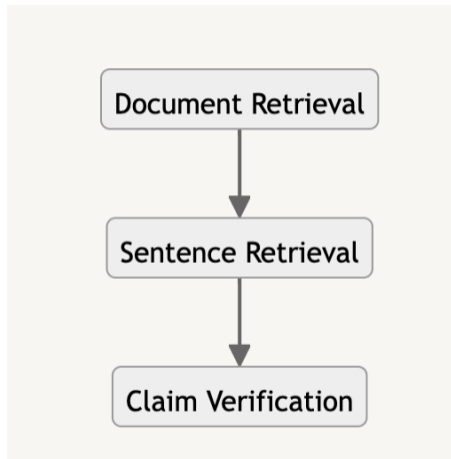 Document Retrieval
Sentence Retrieval
Claim Verification